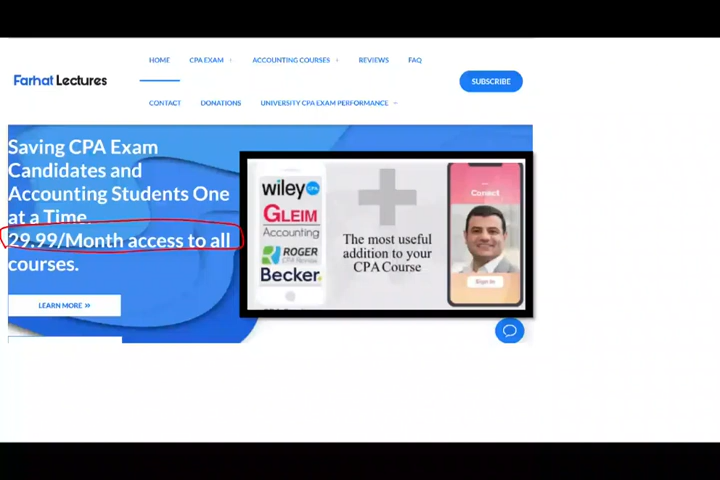 HOME
CPA EXAM
ACCOUNTING COURSES
REVIEWS
FAQ
Farhat Lectures
SUBSCRIBE
CONTACT
DONATIONS
UNIVERSITY CPA EXAM PERFORMANCE
Saving CPA Exam
Candidates and
Accounting Students One
at a Time.
29.99/Month access to all
courses.
LEARN MORE »
wiley CPA
GLEIM
Accounting
ROGER
CPA Review
Becker.
The most useful
addition to your
CPA Course
Connect
Sign in